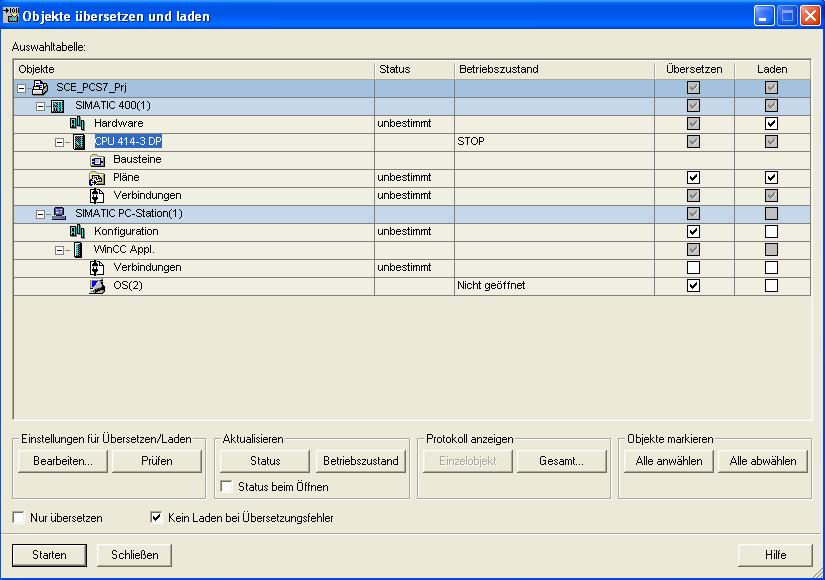 Objekte übersetzen und laden
Auswahltabelle:
Objekte Status Betriebszustand Übersetzen Laden
SCE_PCS7_Prj
SIMATIC 400(1)
Hardware unbestimmt
CPU 414-3 DP STOP
Bausteine
Pläne unbestimmt
Verbindungen unbestimmt
SIMATIC PC-Station(1)
Konfiguration unbestimmt
WinCC Appl.
Verbindungen unbestimmt
OS(2) Nicht geöffnet
Einstellungen für Übersetzen/Laden Aktualisieren Protokoll anzeigen Objekte markieren
Bearbeiten... Prüfen Status Betriebszustand Einzelobjekt Gesamt... Alle anwählen Alle abwählen
Status beim Öffnen
Nur übersetzen Kein Laden bei Übersetzungsfehler
Starten Schließen Hilfe